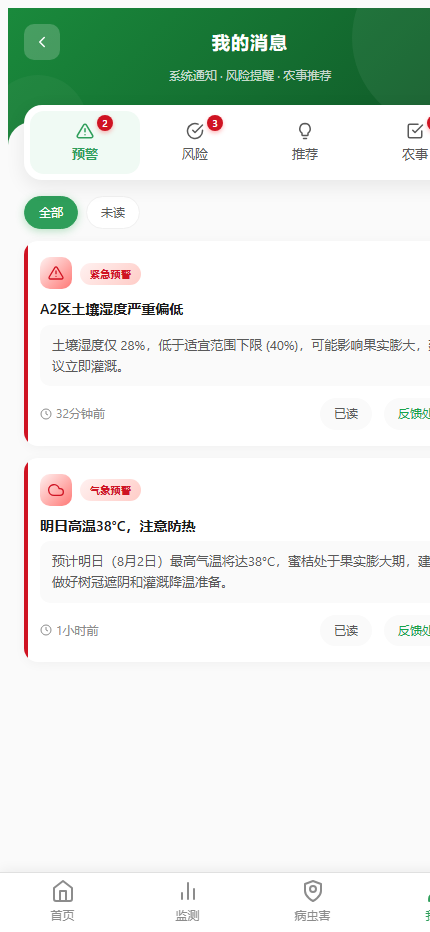 我的消息
系统通知 · 风险提醒 · 农事推荐
2
3
预警
风险
推荐
农事
全部
未读
紧急预警
A2区土壤湿度严重偏低
土壤湿度仅 28%，低于适宜范围下限 (40%)，可能影响果实膨大，
议立即灌溉。
32分钟前
已读
反馈处
气象预警
明日高温38°C，注意防热
预计明日（8月2日）最高气温将达38°C，蜜桔处于果实膨大期，建
做好树冠遮阴和灌溉降温准备。
1小时前
已读
反馈处
首页
监测
病虫害